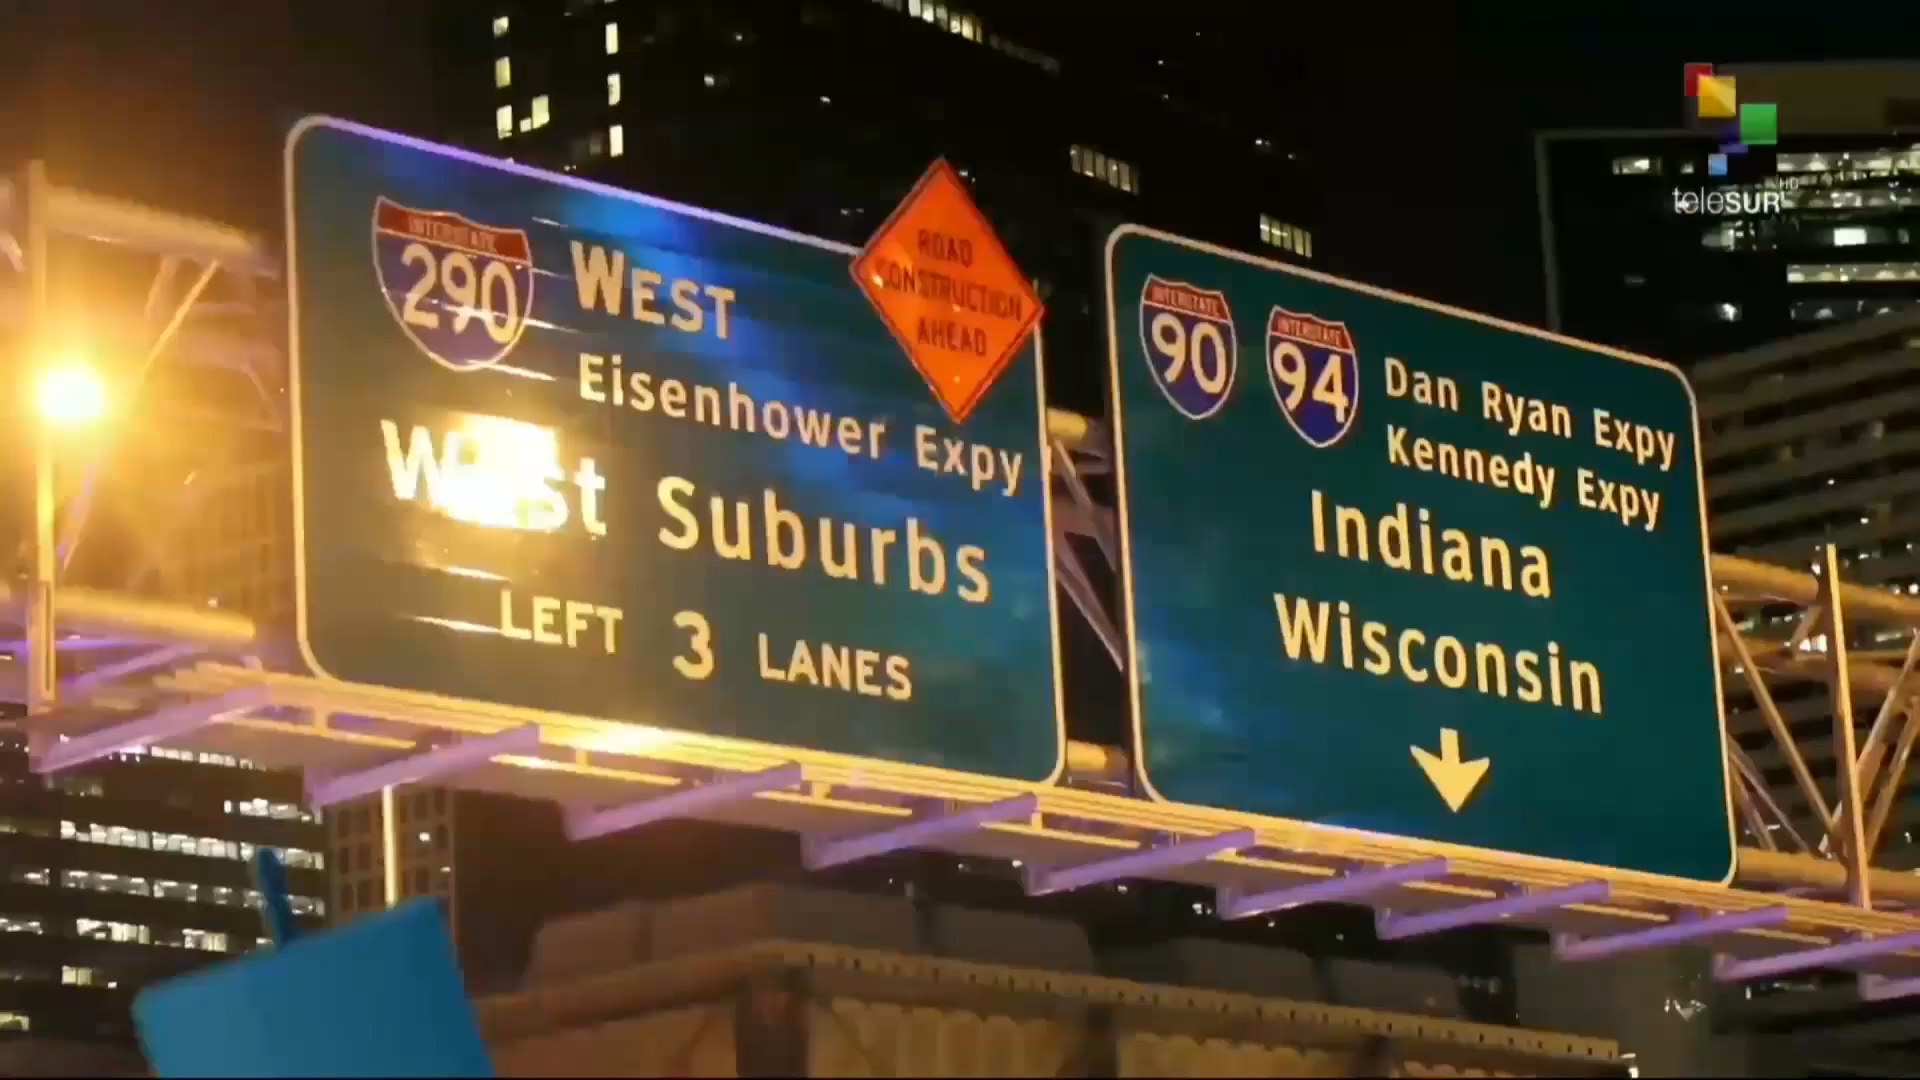 INTERSTATE
290
WEST
Eisenhower Expy
West Suburbs
LEFT 3 LANES
ROAD
CONSTRUCTION
AHEAD
INTERSTATE
90
INTERSTATE
94
Dan Ryan Expy
Kennedy Expy
Indiana
Wisconsin
teleSUR HD